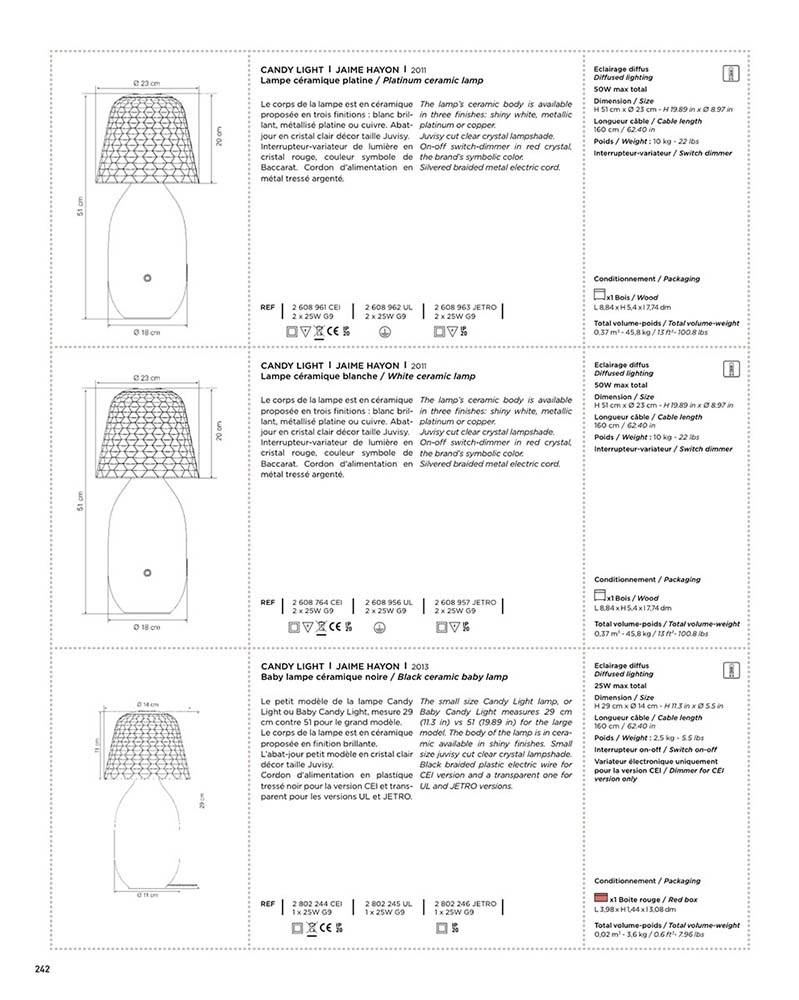 Ø 23 cm
20 cm
51 cm
Ø 18 cm
CANDY LIGHT | JAIME HAYON | 2011
Lampe céramique platine / Platinum ceramic lamp
Le corps de la lampe est en céramique
proposée en trois finitions : blanc bril-
lant, métallisé platine ou cuivre. Abat-
jour en cristal clair décor taille Juvisy.
Interrupteur-variateur de lumière en
cristal rouge, couleur symbole de
Baccarat. Cordon d'alimentation en
métal tressé argenté.
The lamp's ceramic body is available
in three finishes: shiny white, metallic
platinum or copper.
Juvisy cut clear crystal lampshade.
On-off switch-dimmer in red crystal,
the brand's symbolic color.
Silvered braided metal electric cord.
REF | 2 608 961 CEI | 2 608 962 UL | 2 608 963 JETRO |
2 x 25W G9 2 x 25W G9 2 x 25W G9
Eclairage diffus
Diffused lighting
50W max total
Dimension / Size
H 51 cm x Ø 23 cm - H 19.89 in x Ø 8.97 in
Longueur câble / Cable length
160 cm / 62.40 in
Poids / Weight : 10 kg - 22 lbs
Interrupteur-variateur / Switch dimmer
Conditionnement / Packaging
x1 Bois / Wood
L 8,84 x H 5,4 x l 7,74 dm
Total volume-poids / Total volume-weight
0,37 m³ - 45,8 kg / 13 ft³- 100.8 lbs
Ø 23 cm
20 cm
51 cm
Ø 18 cm
CANDY LIGHT | JAIME HAYON | 2011
Lampe céramique blanche / White ceramic lamp
Le corps de la lampe est en céramique
proposée en trois finitions : blanc bril-
lant, métallisé platine ou cuivre. Abat-
jour en cristal clair décor taille Juvisy.
Interrupteur-variateur de lumière en
cristal rouge, couleur symbole de
Baccarat. Cordon d'alimentation en
métal tressé argenté.
The lamp's ceramic body is available
in three finishes: shiny white, metallic
platinum or copper.
Juvisy cut clear crystal lampshade.
On-off switch-dimmer in red crystal,
the brand's symbolic color.
Silvered braided metal electric cord.
REF | 2 608 764 CEI | 2 608 956 UL | 2 608 957 JETRO |
2 x 25W G9 2 x 25W G9 2 x 25W G9
Eclairage diffus
Diffused lighting
50W max total
Dimension / Size
H 51 cm x Ø 23 cm - H 19.89 in x Ø 8.97 in
Longueur câble / Cable length
160 cm / 62.40 in
Poids / Weight : 10 kg - 22 lbs
Interrupteur-variateur / Switch dimmer
Conditionnement / Packaging
x1 Bois / Wood
L 8,84 x H 5,4 x l 7,74 dm
Total volume-poids / Total volume-weight
0,37 m³ - 45,8 kg / 13 ft³- 100.8 lbs
Ø 14 cm
29 cm
Ø 11 cm
CANDY LIGHT | JAIME HAYON | 2013
Baby lampe céramique noire / Black ceramic baby lamp
Le petit modèle de la lampe Candy
Light ou Baby Candy Light, mesure 29
cm contre 51 pour le grand modèle.
Le corps de la lampe est en céramique
proposée en finition brillante.
L'abat-jour petit modèle en cristal clair
décor taille Juvisy.
Cordon d'alimentation en plastique
tressé noir pour la version CEI et trans-
parent pour les versions UL et JETRO.
The small size Candy Light lamp, or
Baby Candy Light measures 29 cm
(11.3 in) vs 51 (19.89 in) for the large
model. The body of the lamp is in cera-
mic available in shiny finishes. Small
size juvisy cut clear crystal lampshade.
Black braided plastic electric wire for
CEI version and a transparent one for
UL and JETRO versions.
REF | 2 802 244 CEI | 2 802 245 UL | 2 802 246 JETRO |
1 x 25W G9 1 x 25W G9 1 x 25W G9
Eclairage diffus
Diffused lighting
25W max total
Dimension / Size
H 29 cm x Ø 14 cm - H 11.3 in x Ø 5.5 in
Longueur câble / Cable length
160 cm / 62.40 in
Poids / Weight : 2,5 kg - 5.5 lbs
Interrupteur on-off / Switch on-off
Variateur électronique uniquement
pour la version CEI / Dimmer for CEI
version only
Conditionnement / Packaging
x1 Boite rouge / Red box
L 3,98 x H 1,44 x l 3,08 dm
Total volume-poids / Total volume-weight
0,02 m³ - 3,6 kg / 0.6 ft³- 7.96 lbs
242